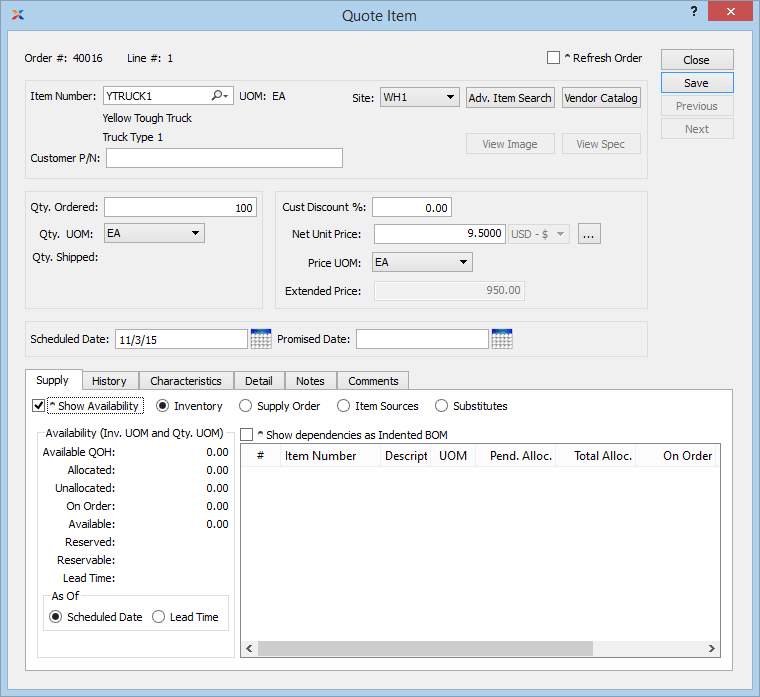 Quote Item
?
Order #: 40016 Line #: 1
^ Refresh Order
Close
Item Number: YTRUCK1 UOM: EA Site: WH1 Adv. Item Search Vendor Catalog
Save
Yellow Tough Truck
Previous
Truck Type 1
Next
View Image View Spec
Customer P/N:
Qty. Ordered: 100 Cust Discount %: 0.00
Qty. UOM: EA Net Unit Price: 9.5000 USD - $ ...
Qty. Shipped: Price UOM: EA
Extended Price: 950.00
Scheduled Date: 11/3/15 Promised Date:
Supply History Characteristics Detail Notes Comments
^ Show Availability Inventory Supply Order Item Sources Substitutes
Availability (Inv. UOM and Qty. UOM) ^ Show dependencies as Indented BOM
Available QOH: 0.00 # Item Number Descript UOM Pend. Alloc. Total Alloc. On Order
Allocated: 0.00
Unallocated: 0.00
On Order: 0.00
Available: 0.00
Reserved:
Reservable:
Lead Time:
As Of
Scheduled Date Lead Time